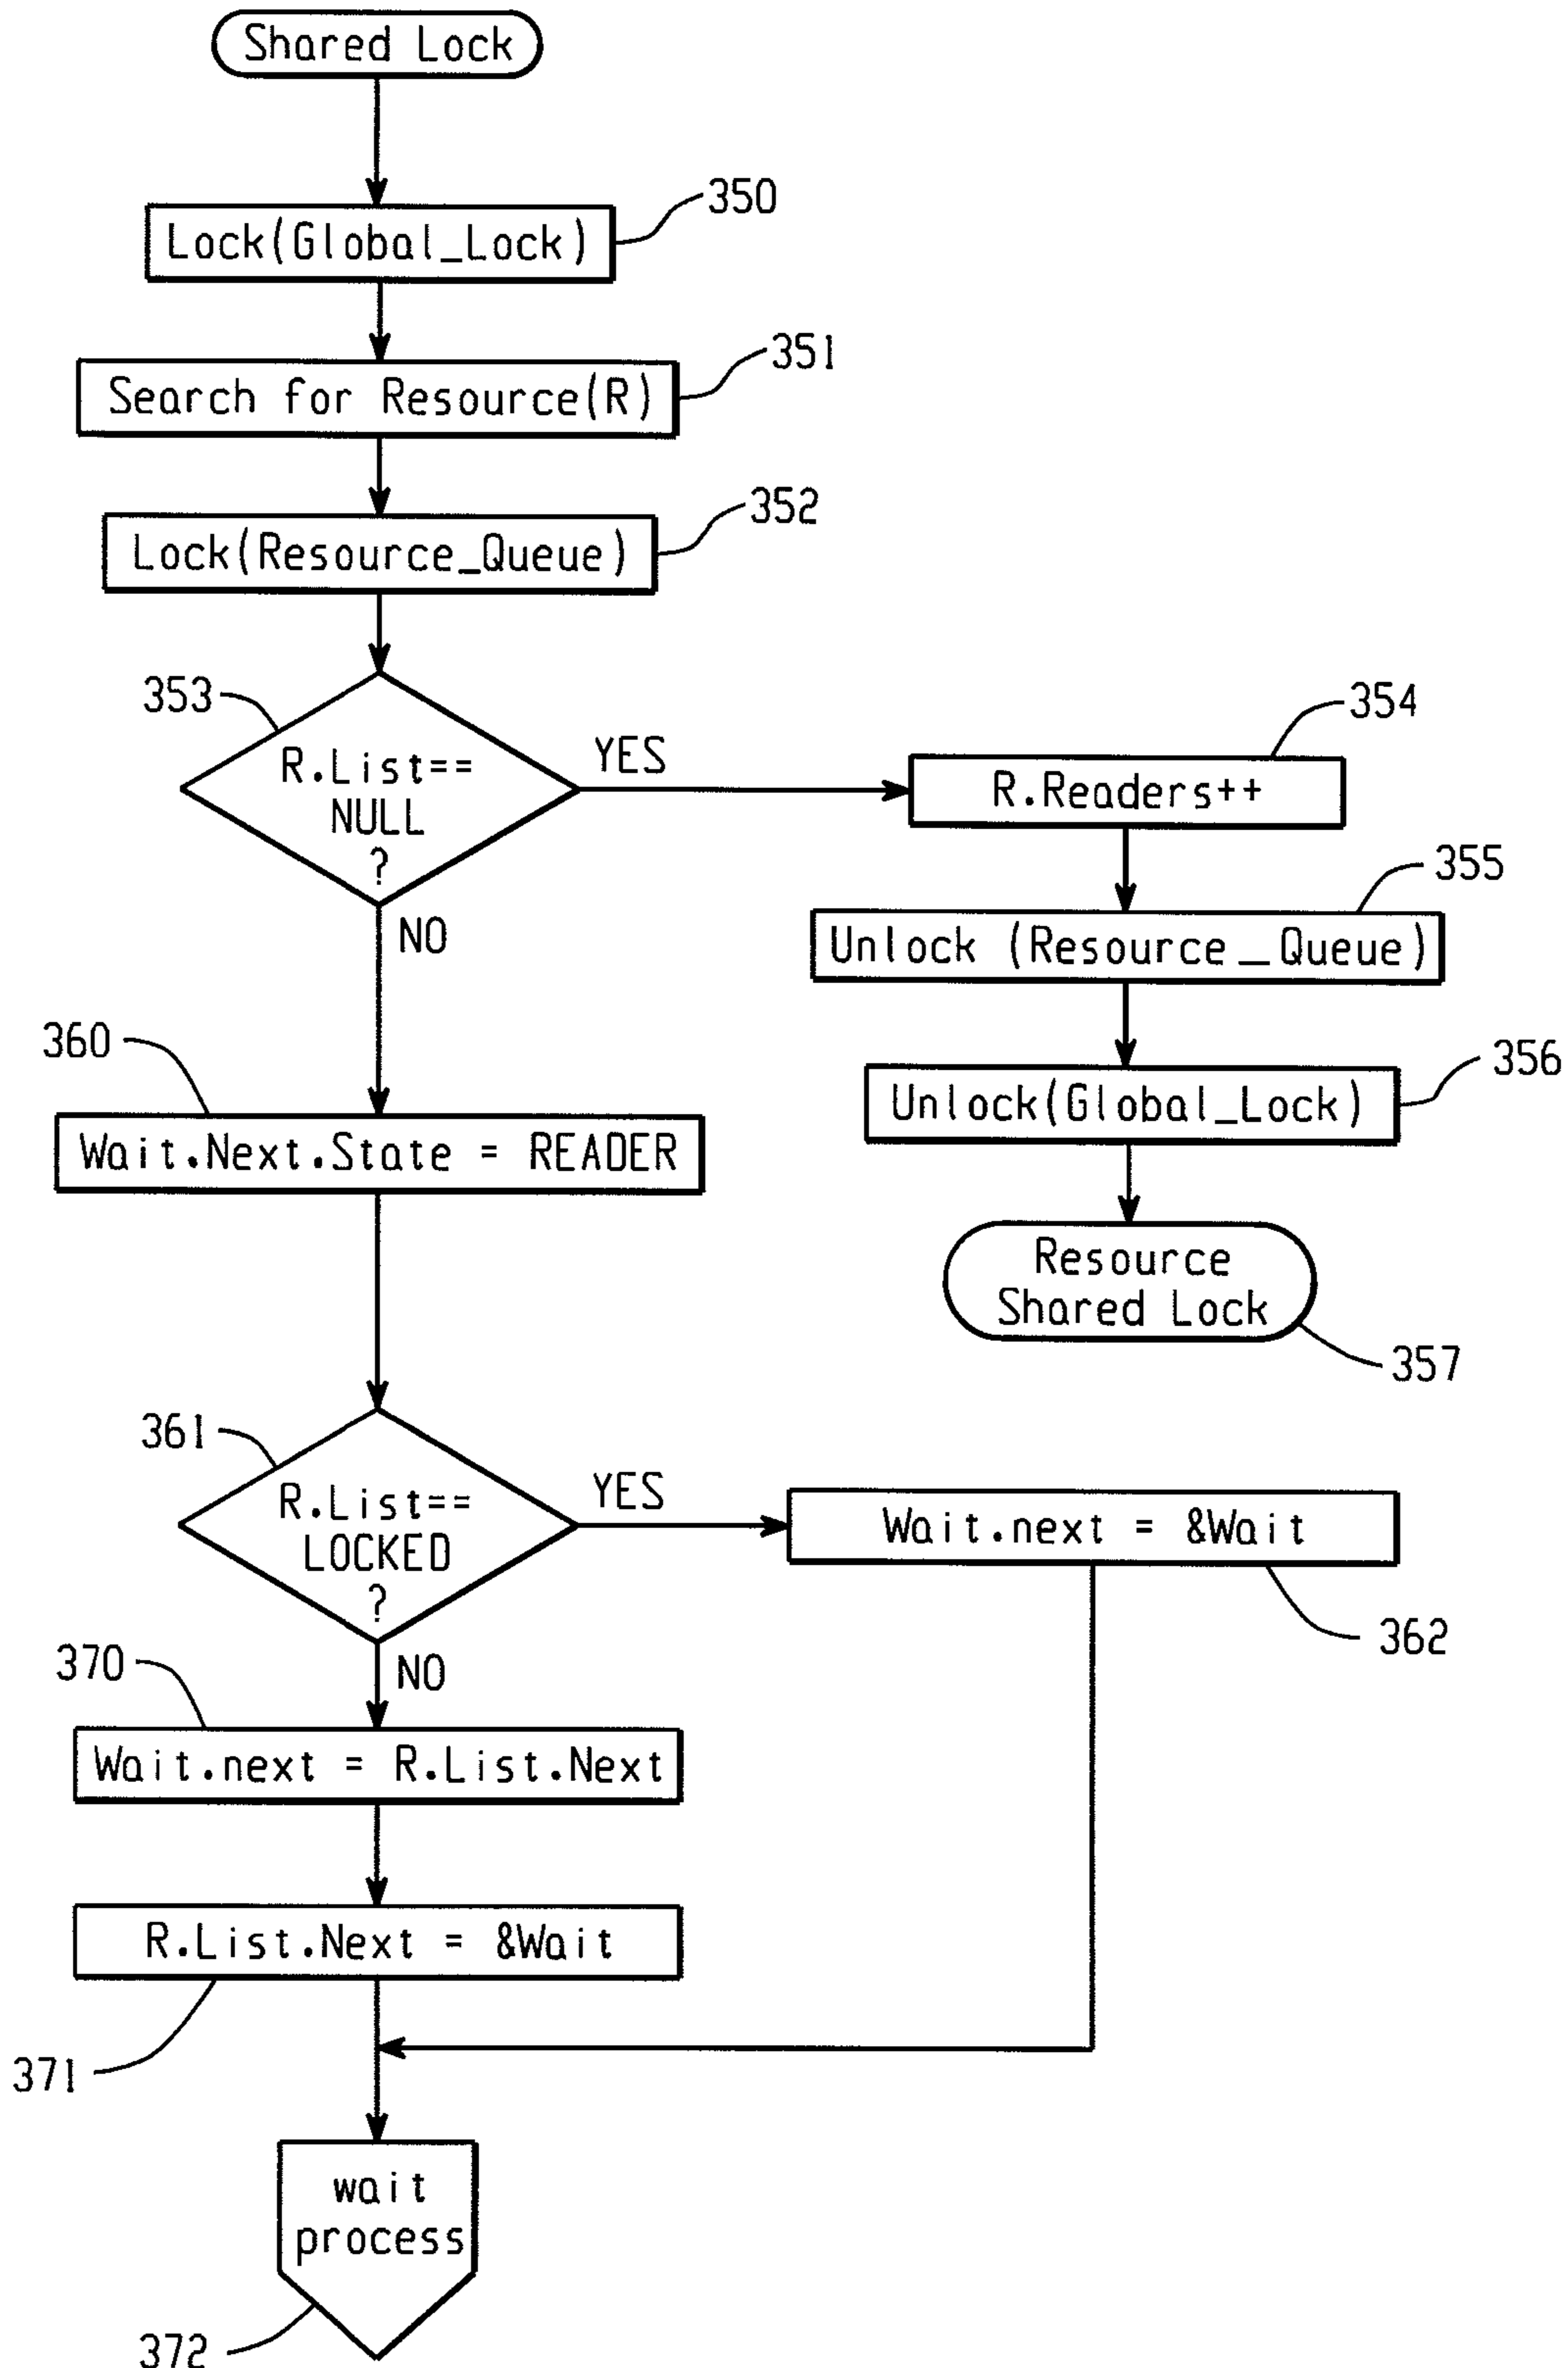 Shared Lock
350
Lock(Global_Lock)
351
Search for Resource(R)
352
Lock(Resource_Queue)
353
R.List==
NULL
?
YES
NO
354
R.Readers++
355
Unlock (Resource_Queue)
356
Unlock(Global_Lock)
Resource
Shared Lock
357
360
Wait.Next.State = READER
361
R.List==
LOCKED
?
YES
NO
Wait.next = &Wait
362
370
Wait.next = R.List.Next
R.List.Next = &Wait
371
wait
process
372